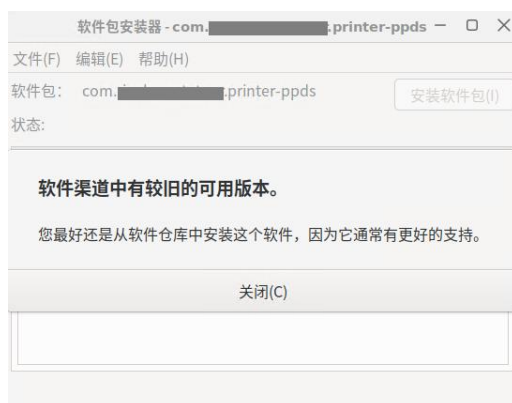 软件包安装器 - com. .printer-ppds
文件(F) 编辑(E) 帮助(H)
软件包: com. .printer-ppds 安装软件包(I)
状态:
软件渠道中有较旧的可用版本。
您最好还是从软件仓库中安装这个软件，因为它通常有更好的支持。
关闭(C)